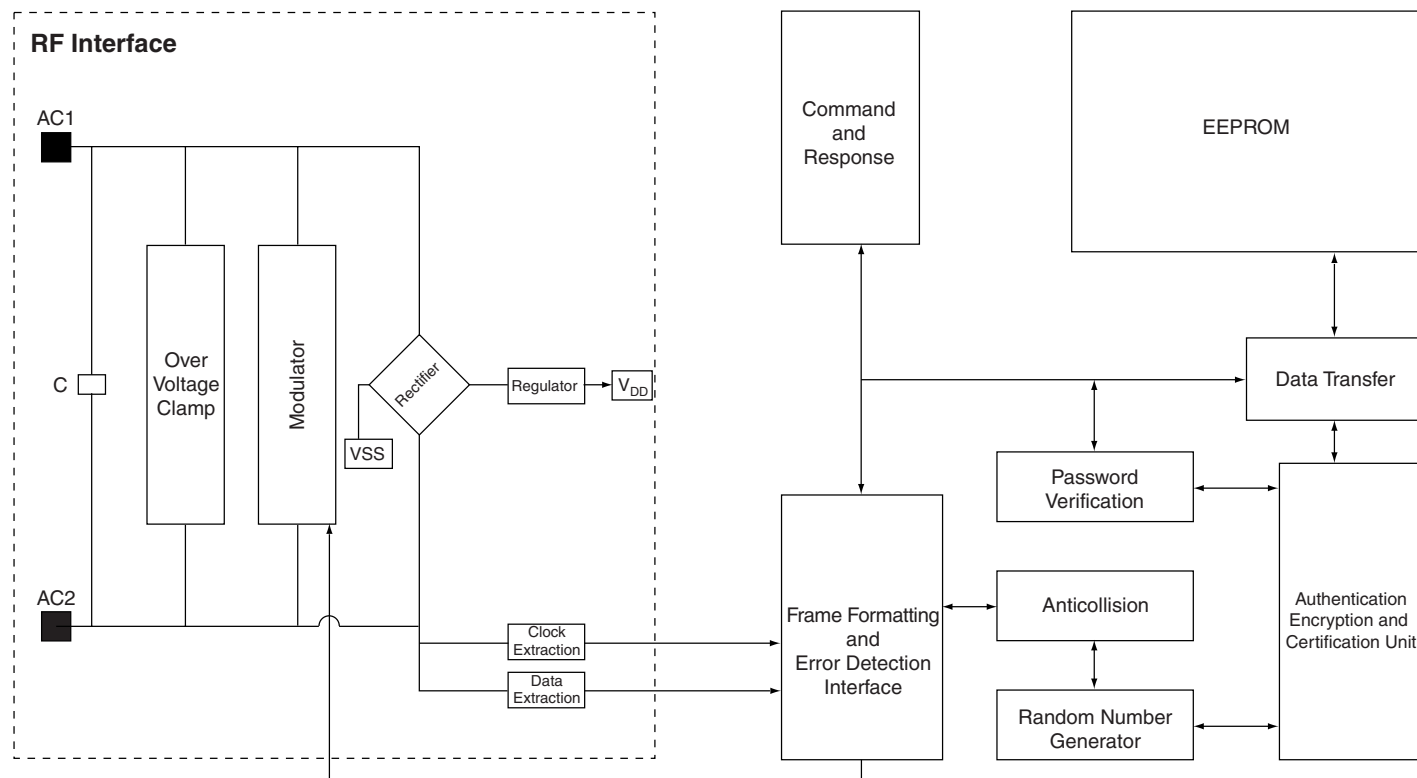 RF Interface
AC1
C
Over
Voltage
Clamp
Modulator
Rectifier
VSS
Regulator
VDD
AC2
Clock
Extraction
Data
Extraction
Command
and
Response
EEPROM
Data Transfer
Password
Verification
Frame Formatting
and
Error Detection
Interface
Anticollision
Random Number
Generator
Authentication
Encryption and
Certification Unit